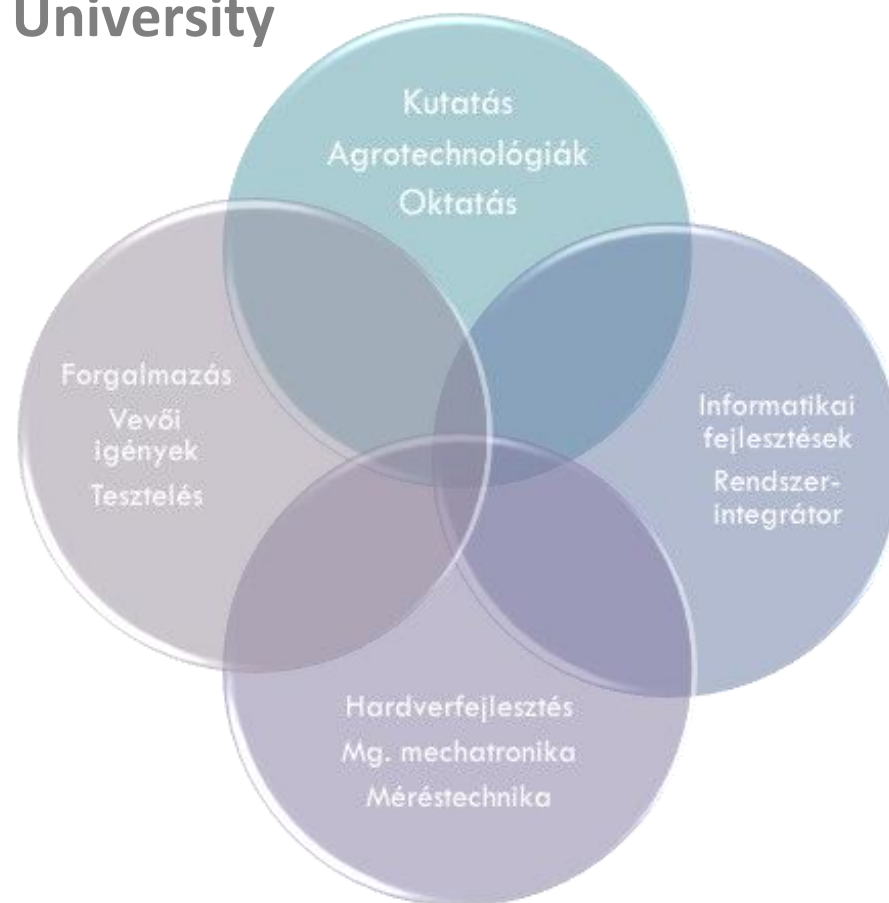 University
Kutatás
Agrotechnológiák
Oktatás
Forgalmazás
Vevői
igények
Tesztelés
Informatikai
fejlesztések
Rendszer-
integrátor
Hardverfejlesztés
Mg. mechatronika
Méréstechnika